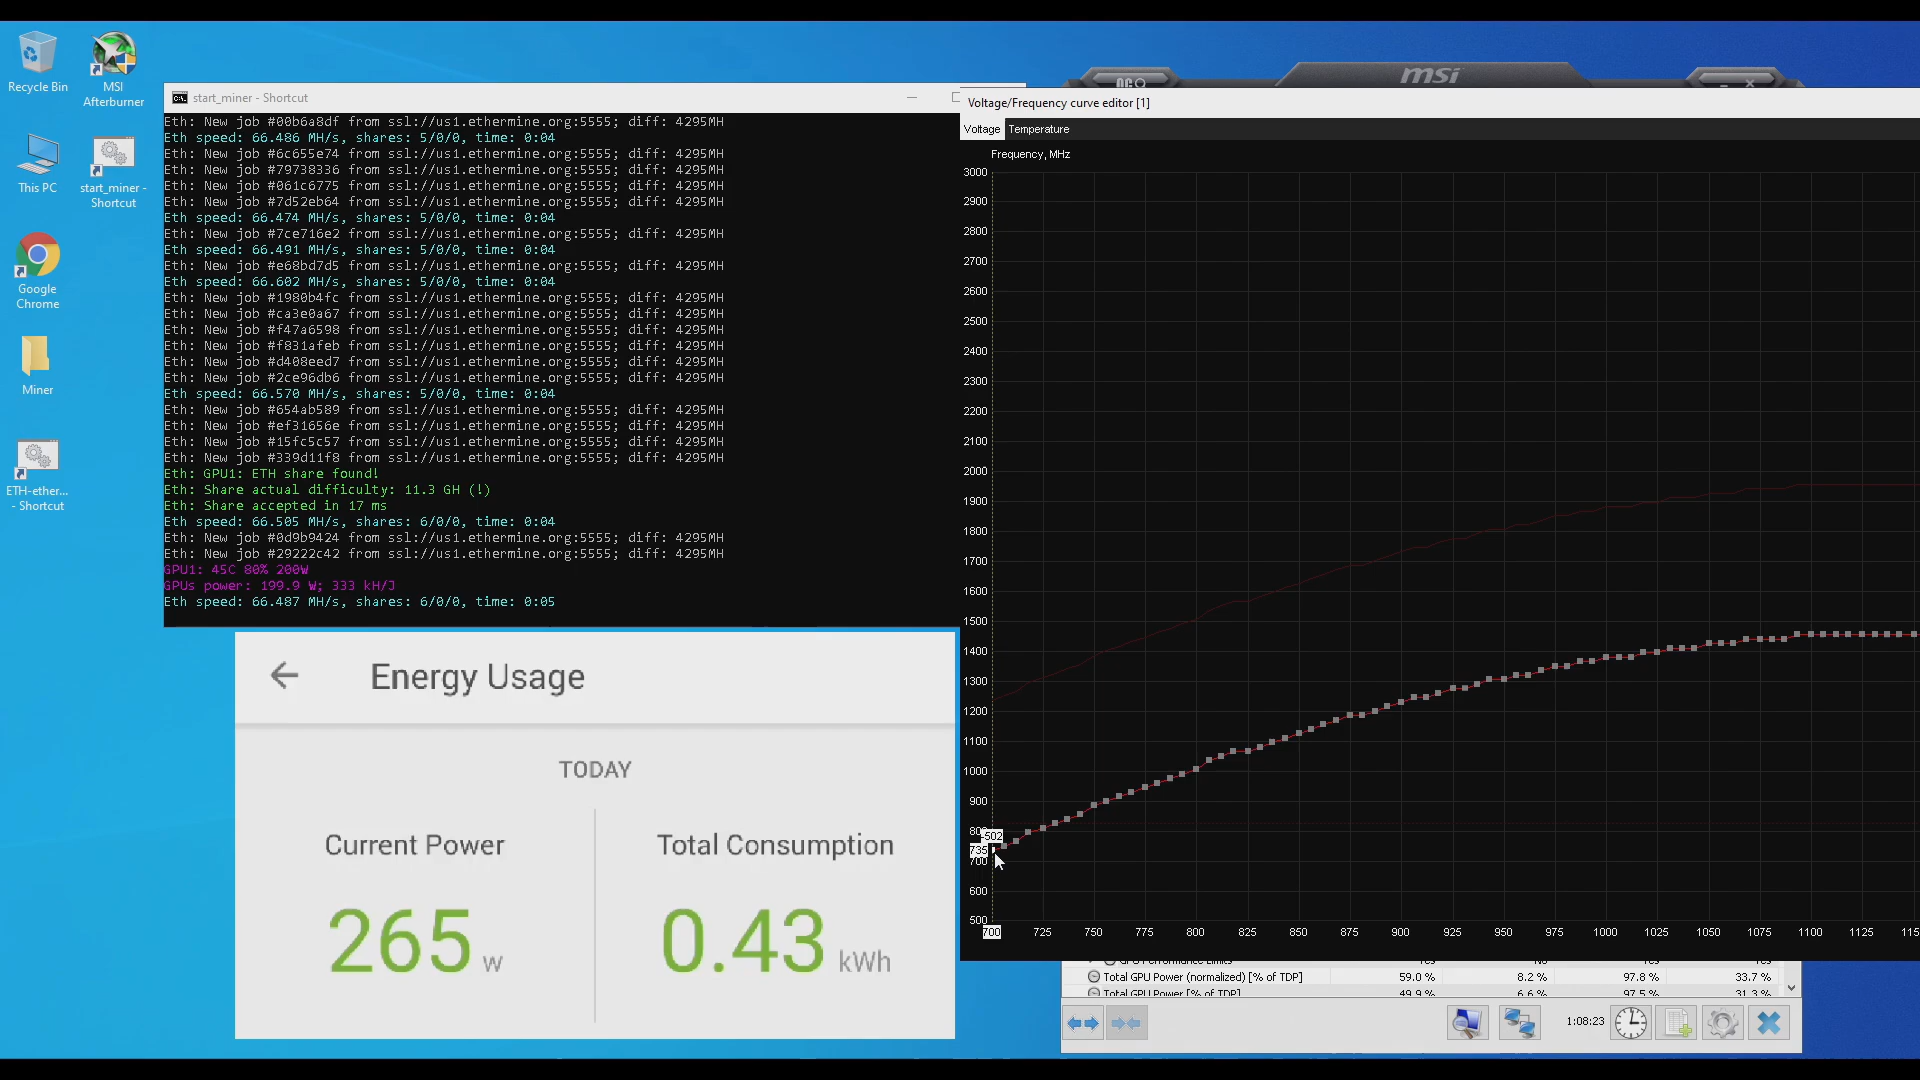 Recycle Bin
MSI
Afterburner
This PC
start_miner -
Shortcut
Google
Chrome
Miner
ETH-ether...
- Shortcut
start_miner - Shortcut
Eth: New job #00b6a8df from ssl://us1.ethermine.org:5555; diff: 4295MH
Eth speed: 66.486 MH/s, shares: 5/0/0, time: 0:04
Eth: New job #6c655e74 from ssl://us1.ethermine.org:5555; diff: 4295MH
Eth: New job #79738336 from ssl://us1.ethermine.org:5555; diff: 4295MH
Eth: New job #061c6775 from ssl://us1.ethermine.org:5555; diff: 4295MH
Eth: New job #7d52eb64 from ssl://us1.ethermine.org:5555; diff: 4295MH
Eth speed: 66.474 MH/s, shares: 5/0/0, time: 0:04
Eth: New job #7ce716e2 from ssl://us1.ethermine.org:5555; diff: 4295MH
Eth speed: 66.491 MH/s, shares: 5/0/0, time: 0:04
Eth: New job #e68bd7d5 from ssl://us1.ethermine.org:5555; diff: 4295MH
Eth speed: 66.602 MH/s, shares: 5/0/0, time: 0:04
Eth: New job #1980b4fc from ssl://us1.ethermine.org:5555; diff: 4295MH
Eth: New job #ca3e0a67 from ssl://us1.ethermine.org:5555; diff: 4295MH
Eth: New job #f47a6598 from ssl://us1.ethermine.org:5555; diff: 4295MH
Eth: New job #f831afeb from ssl://us1.ethermine.org:5555; diff: 4295MH
Eth: New job #d408eed7 from ssl://us1.ethermine.org:5555; diff: 4295MH
Eth: New job #2ce96db6 from ssl://us1.ethermine.org:5555; diff: 4295MH
Eth speed: 66.570 MH/s, shares: 5/0/0, time: 0:04
Eth: New job #654ab589 from ssl://us1.ethermine.org:5555; diff: 4295MH
Eth: New job #ef31656e from ssl://us1.ethermine.org:5555; diff: 4295MH
Eth: New job #15fc5c57 from ssl://us1.ethermine.org:5555; diff: 4295MH
Eth: New job #339d11f8 from ssl://us1.ethermine.org:5555; diff: 4295MH
Eth: GPU1: ETH share found!
Eth: Share actual difficulty: 11.3 GH (!)
Eth: Share accepted in 17 ms
Eth speed: 66.505 MH/s, shares: 6/0/0, time: 0:04
Eth: New job #0d9b9424 from ssl://us1.ethermine.org:5555; diff: 4295MH
Eth: New job #29222c42 from ssl://us1.ethermine.org:5555; diff: 4295MH
GPU1: 45C 80% 200W
GPUs power: 199.9 W; 333 kH/J
Eth speed: 66.487 MH/s, shares: 6/0/0, time: 0:05
Energy Usage
TODAY
Current Power
Total Consumption
265 w
0.43 kWh
msi
Voltage/Frequency curve editor [1]
Voltage Temperature
Frequency, MHz
3000
2900
2800
2700
2600
2500
2400
2300
2200
2100
2000
1900
1800
1700
1600
1500
1400
1300
1200
1100
1000
900
800
-502
735
700
600
500
700 725 750 775 800 825 850 875 900 925 950 975 1000 1025 1050 1075 1100 1125 115
Total GPU Power (normalized) [% of TDP] 59.0 % 8.2 % 97.8 % 33.7 %
Total GPU Power [% of TDP] 49.9 % 6.6 % 97.5 % 31.3 %
1:08:23